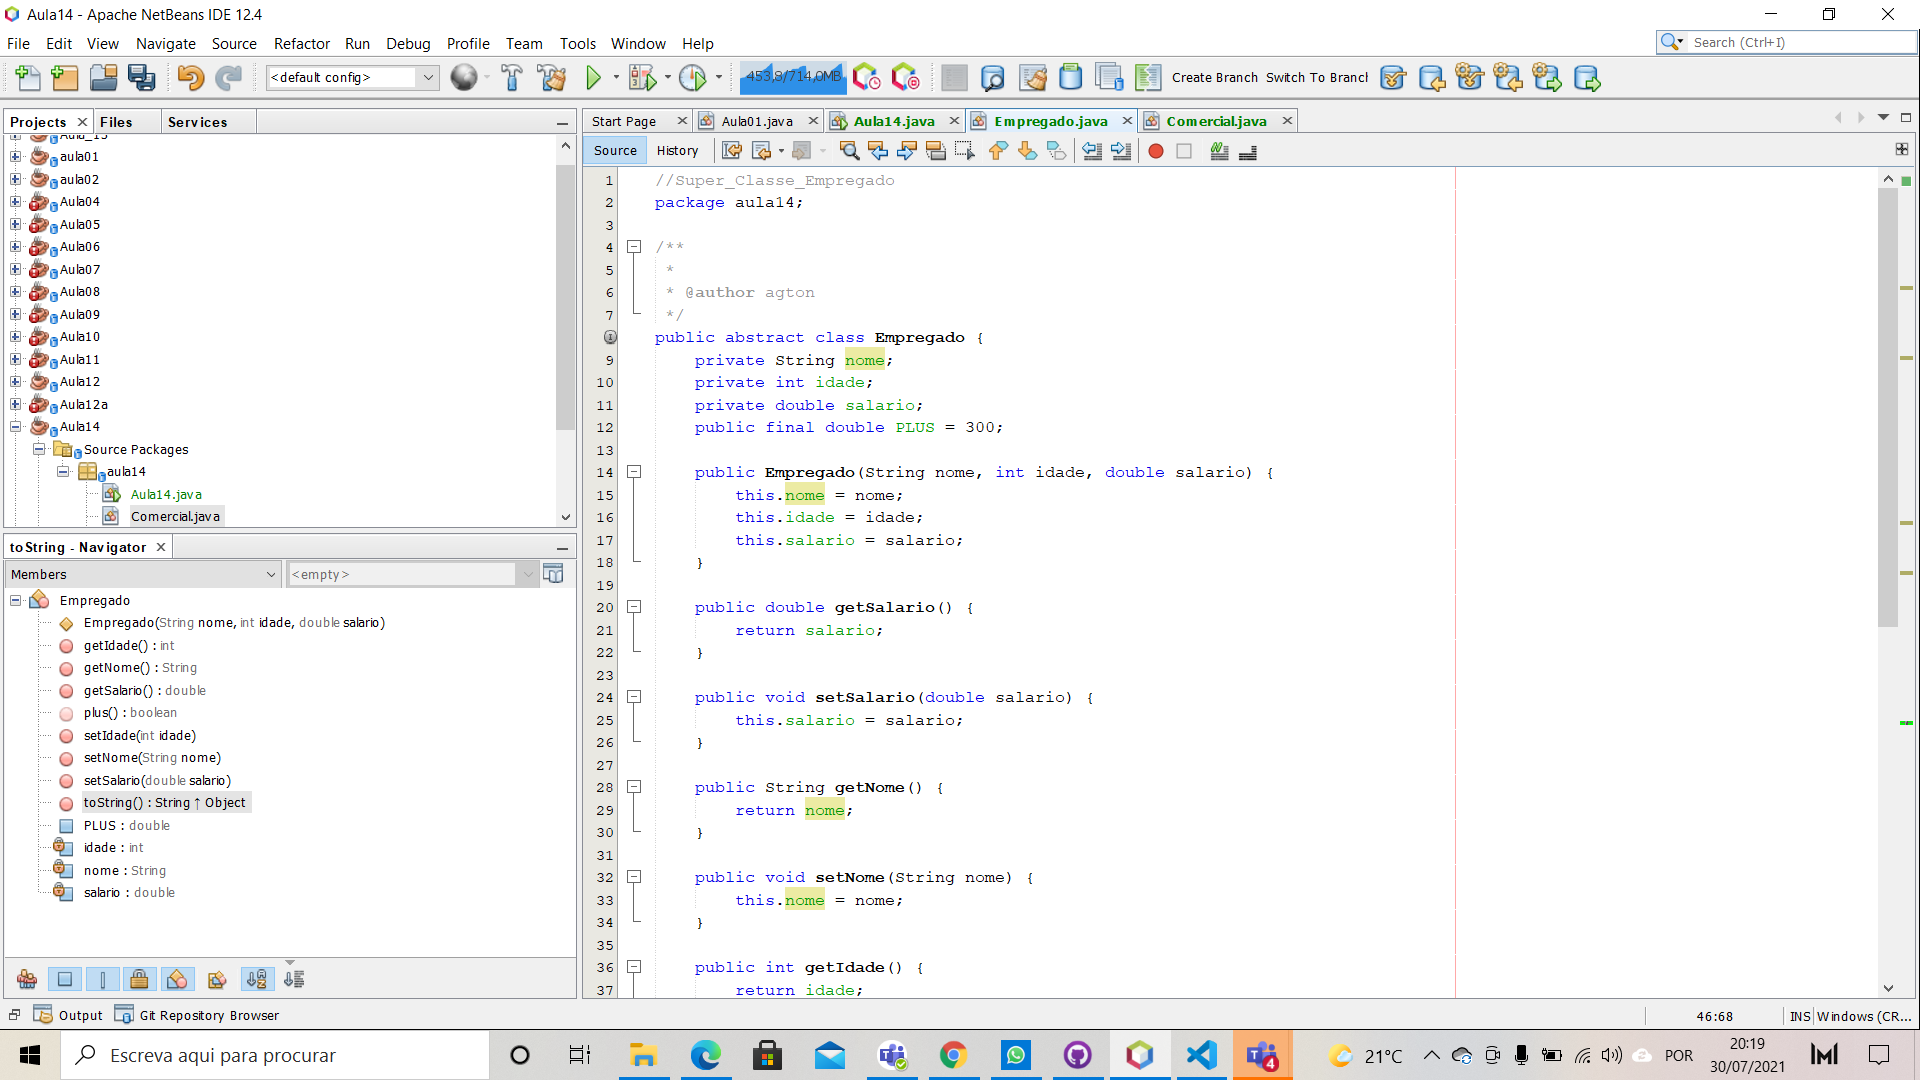 Aula14 - Apache NetBeans IDE 12.4
File Edit View Navigate Source Refactor Run Debug Profile Team Tools Window Help
Search (Ctrl+I)
<default config>
453,8/714,0MB
Create Branch Switch To Branch
Projects Files Services
Aula_13
aula01
aula02
Aula04
Aula05
Aula06
Aula07
Aula08
Aula09
Aula10
Aula11
Aula12
Aula12a
Aula14
Source Packages
aula14
Aula14.java
Comercial.java
toString - Navigator
Members
<empty>
Empregado
Empregado(String nome, int idade, double salario)
getIdade() : int
getNome() : String
getSalario() : double
plus() : boolean
setIdade(int idade)
setNome(String nome)
setSalario(double salario)
toString() : String ↑ Object
PLUS : double
idade : int
nome : String
salario : double
Start Page Aula01.java Aula14.java Empregado.java Comercial.java
Source History
1 //Super_Classe_Empregado
2 package aula14;
3
4 /**
5 *
6 * @author agton
7 */
public abstract class Empregado {
9 private String nome;
10 private int idade;
11 private double salario;
12 public final double PLUS = 300;
13
14 public Empregado(String nome, int idade, double salario) {
15 this.nome = nome;
16 this.idade = idade;
17 this.salario = salario;
18 }
19
20 public double getSalario() {
21 return salario;
22 }
23
24 public void setSalario(double salario) {
25 this.salario = salario;
26 }
27
28 public String getNome() {
29 return nome;
30 }
31
32 public void setNome(String nome) {
33 this.nome = nome;
34 }
35
36 public int getIdade() {
37 return idade;
Output Git Repository Browser
46:68 INS Windows (CR...
Escreva aqui para procurar
4
21°C
POR
20:19
30/07/2021